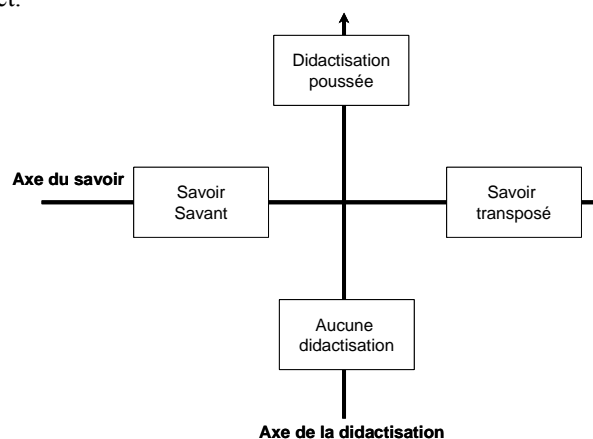 Didactisation
poussée
Axe du savoir
Savoir
Savant
Savoir
transposé
Aucune
didactisation
Axe de la didactisation